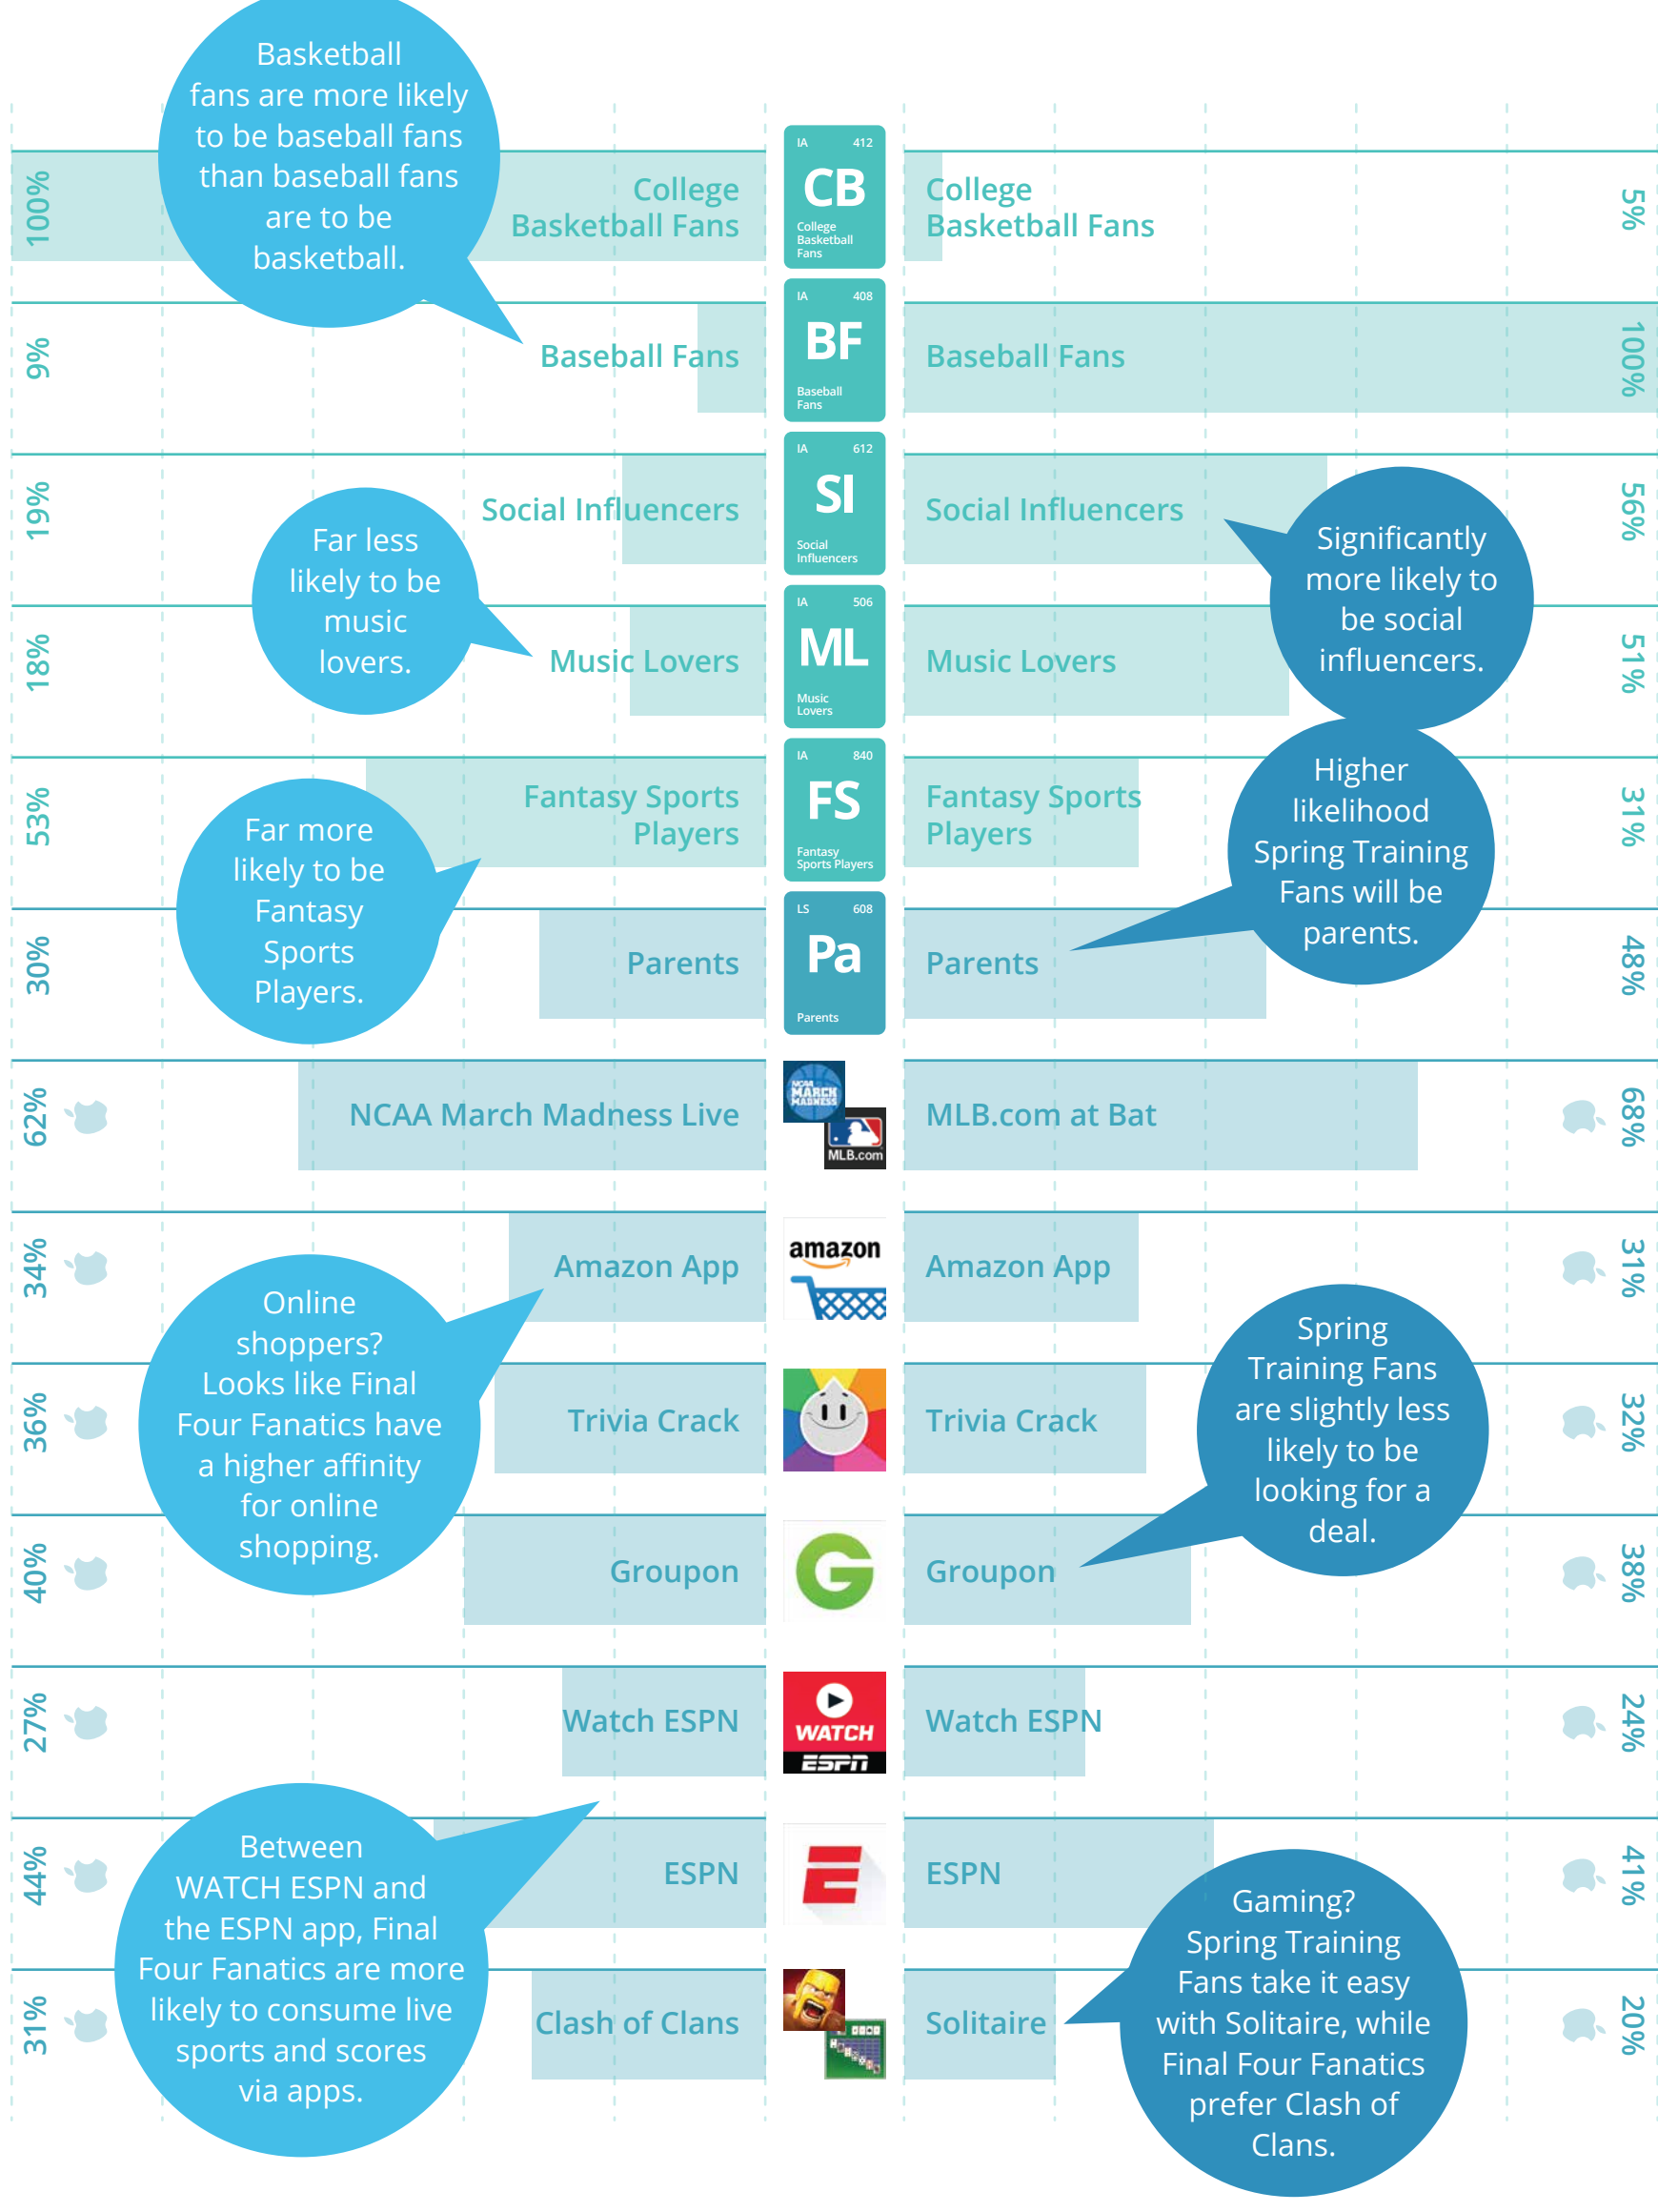 Basketball
fans are more likely
to be baseball fans
than baseball fans
are to be
basketball.
100%
College
Basketball Fans
IA 412
CB
College
Basketball
Fans
College
Basketball Fans
5%
9%
Baseball Fans
IA 408
BF
Baseball
Fans
Baseball Fans
100%
19%
Social Influencers
IA 612
SI
Social
Influencers
Social Influencers
56%
Far less
likely to be
music
lovers.
Significantly
more likely to
be social
influencers.
18%
Music Lovers
IA 506
ML
Music
Lovers
Music Lovers
51%
53%
Fantasy Sports
Players
IA 840
FS
Fantasy
Sports Players
Fantasy Sports
Players
31%
Far more
likely to be
Fantasy
Sports
Players.
Higher
likelihood
Spring Training
Fans will be
parents.
30%
Parents
LS 608
Pa
Parents
Parents
48%
62%
NCAA March Madness Live
NCAA
MARCH
MADNESS
MLB.com
MLB.com at Bat
68%
34%
Amazon App
amazon
Amazon App
31%
Online
shoppers?
Looks like Final
Four Fanatics have
a higher affinity
for online
shopping.
36%
Trivia Crack
Trivia Crack
32%
Spring
Training Fans
are slightly less
likely to be
looking for a
deal.
40%
Groupon
G
Groupon
38%
27%
Watch ESPN
WATCH
ESPN
Watch ESPN
24%
44%
ESPN
E
ESPN
41%
Between
WATCH ESPN and
the ESPN app, Final
Four Fanatics are more
likely to consume live
sports and scores
via apps.
31%
Clash of Clans
Solitaire
20%
Gaming?
Spring Training
Fans take it easy
with Solitaire, while
Final Four Fanatics
prefer Clash of
Clans.